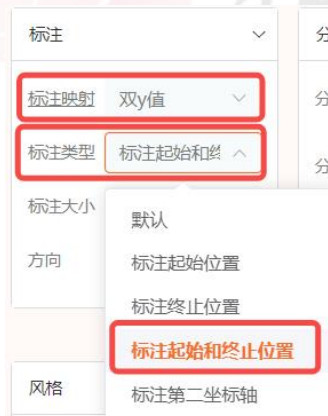 标注
标注映射 双y值
标注类型 标注起始和终
标注大小
默认
方向
标注起始位置
标注终止位置
标注起始和终止位置
风格
标注第二坐标轴